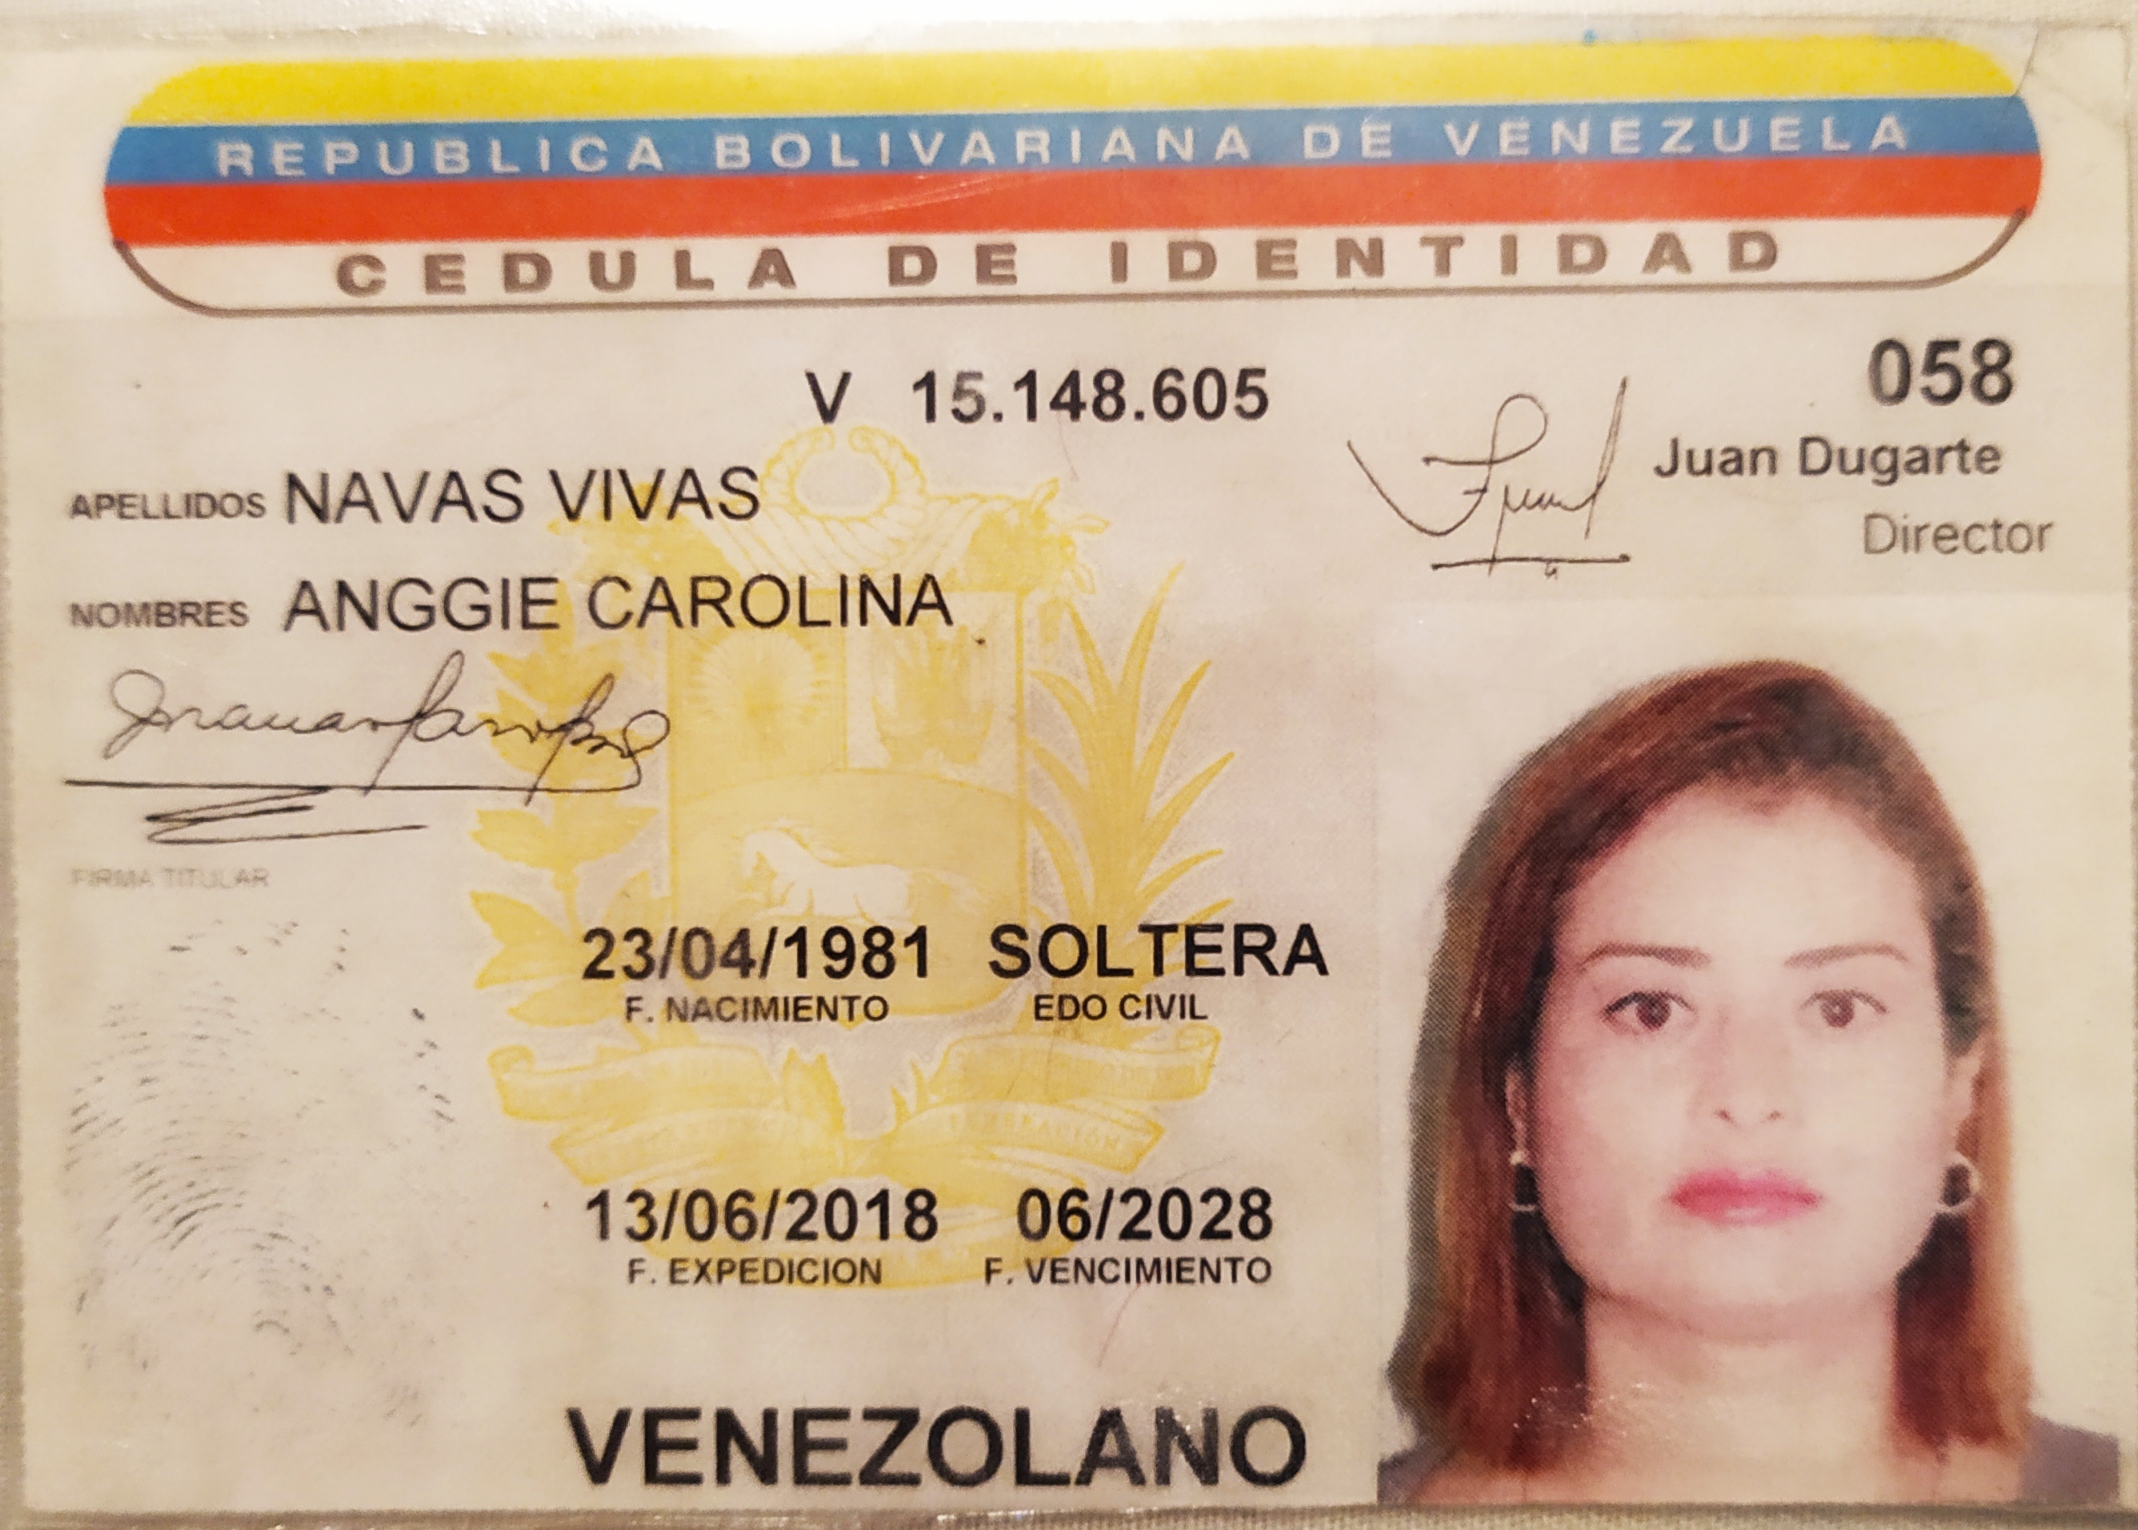 REPUBLICA BOLIVARIANA DE VENEZUELA
CEDULA DE IDENTIDAD
V 15.148.605
058
Juan Dugarte
Director
APELLIDOS NAVAS VIVAS
NOMBRES ANGGIE CAROLINA
FIRMA TITULAR
23/04/1981 SOLTERA
F. NACIMIENTO EDO CIVIL
13/06/2018 06/2028
F. EXPEDICION F. VENCIMIENTO
VENEZOLANO